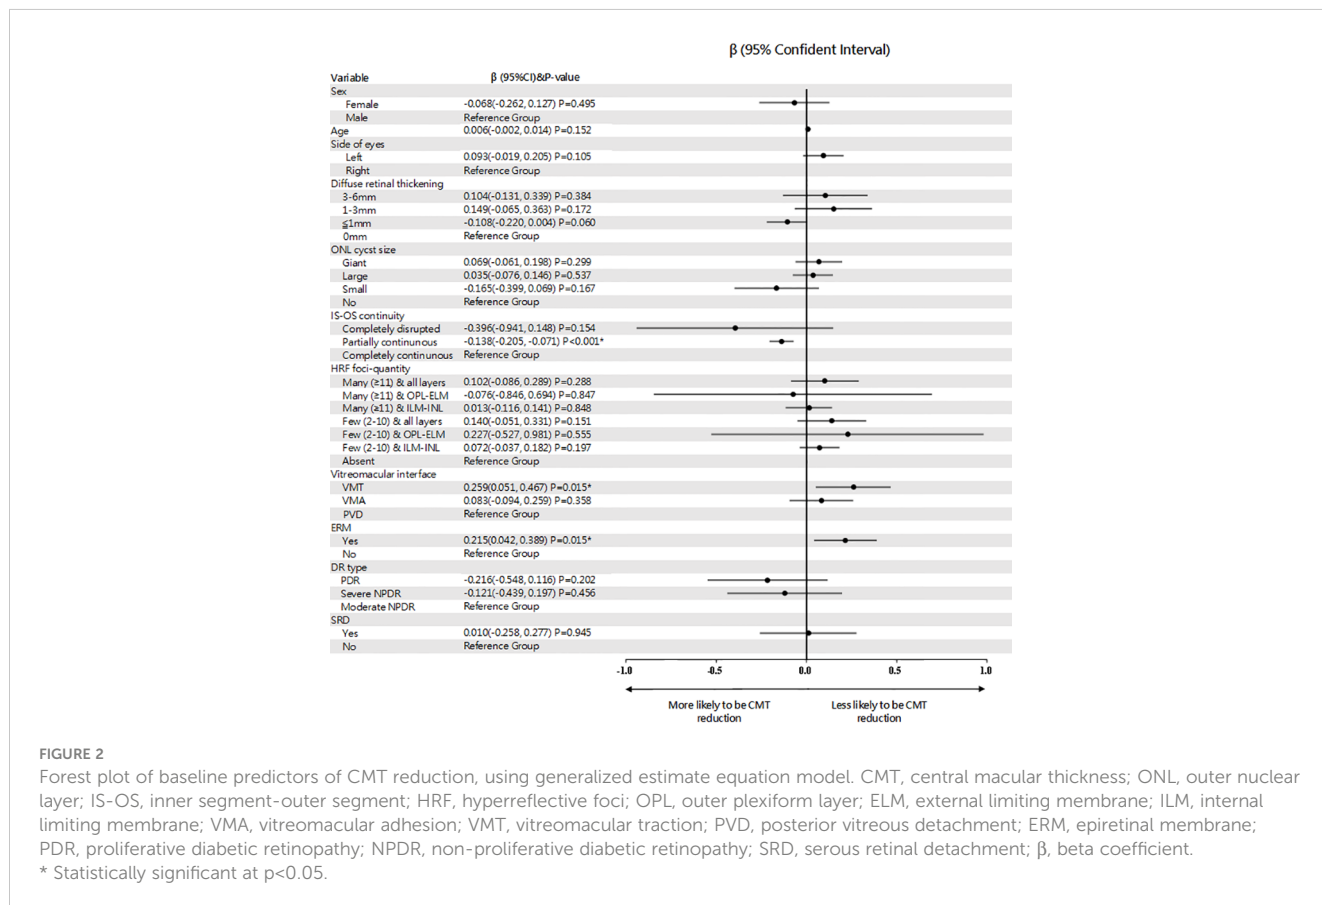 β (95% Confident Interval)
Variable β (95%CI)&P-value
Sex
Female -0.068(-0.262, 0.127) P=0.495
Male Reference Group
Age 0.006(-0.002, 0.014) P=0.152
Side of eyes
Left 0.093(-0.019, 0.205) P=0.105
Right Reference Group
Diffuse retinal thickening
3-6mm 0.104(-0.131, 0.339) P=0.384
1-3mm 0.149(-0.065, 0.363) P=0.172
≦1mm -0.108(-0.220, 0.004) P=0.060
0mm Reference Group
ONL cycst size
Giant 0.069(-0.061, 0.198) P=0.299
Large 0.035(-0.076, 0.146) P=0.537
Small -0.165(-0.399, 0.069) P=0.167
No Reference Group
IS-OS continuity
Completely disrupted -0.396(-0.941, 0.148) P=0.154
Partially continunous -0.138(-0.205, -0.071) P<0.001*
Completely continunous Reference Group
HRF foci-quantity
Many (≥11) & all layers 0.102(-0.086, 0.289) P=0.288
Many (≥11) & OPL-ELM -0.076(-0.846, 0.694) P=0.847
Many (≥11) & ILM-INL 0.013(-0.116, 0.141) P=0.848
Few (2-10) & all layers 0.140(-0.051, 0.331) P=0.151
Few (2-10) & OPL-ELM 0.227(-0.527, 0.981) P=0.555
Few (2-10) & ILM-INL 0.072(-0.037, 0.182) P=0.197
Absent Reference Group
Vitreomacular interface
VMT 0.259(0.051, 0.467) P=0.015*
VMA 0.083(-0.094, 0.259) P=0.358
PVD Reference Group
ERM
Yes 0.215(0.042, 0.389) P=0.015*
No Reference Group
DR type
PDR -0.216(-0.548, 0.116) P=0.202
Severe NPDR -0.121(-0.439, 0.197) P=0.456
Moderate NPDR Reference Group
SRD
Yes 0.010(-0.258, 0.277) P=0.945
No Reference Group
-1.0 -0.5 0.0 0.5 1.0
More likely to be CMT reduction
Less likely to be CMT reduction
FIGURE 2
Forest plot of baseline predictors of CMT reduction, using generalized estimate equation model. CMT, central macular thickness; ONL, outer nuclear
layer; IS-OS, inner segment-outer segment; HRF, hyperreflective foci; OPL, outer plexiform layer; ELM, external limiting membrane; ILM, internal
limiting membrane; VMA, vitreomacular adhesion; VMT, vitreomacular traction; PVD, posterior vitreous detachment; ERM, epiretinal membrane;
PDR, proliferative diabetic retinopathy; NPDR, non-proliferative diabetic retinopathy; SRD, serous retinal detachment; β, beta coefficient.
* Statistically significant at p<0.05.